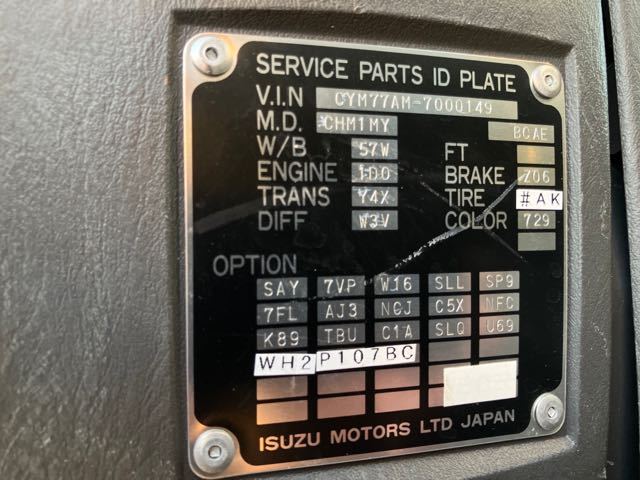 SERVICE PARTS ID PLATE
V.I.N CYM77AM-7000149
M.D. CHM1MY BCAE
W/B 57W FT
ENGINE 1D0 BRAKE Z06
TRANS Y4X TIRE #AK
DIFF W3V COLOR 729
OPTION
SAY 7VP W16 SLL SP9
7FL AJ3 NCJ C5X NFC
K89 TBU C1A SLQ U69
WH2 P107BC
ISUZU MOTORS LTD JAPAN